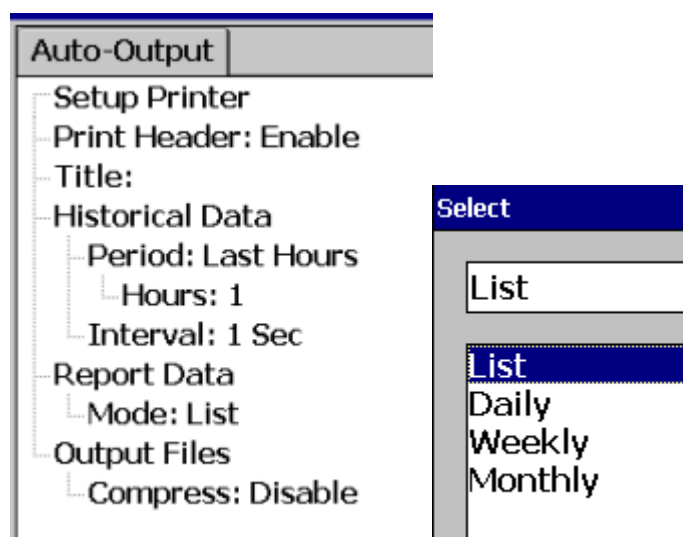 Auto-Output
Setup Printer
Print Header: Enable
Title:
Historical Data
Period: Last Hours
Hours: 1
Interval: 1 Sec
Report Data
Mode: List
Output Files
Compress: Disable
Select
List
List
Daily
Weekly
Monthly